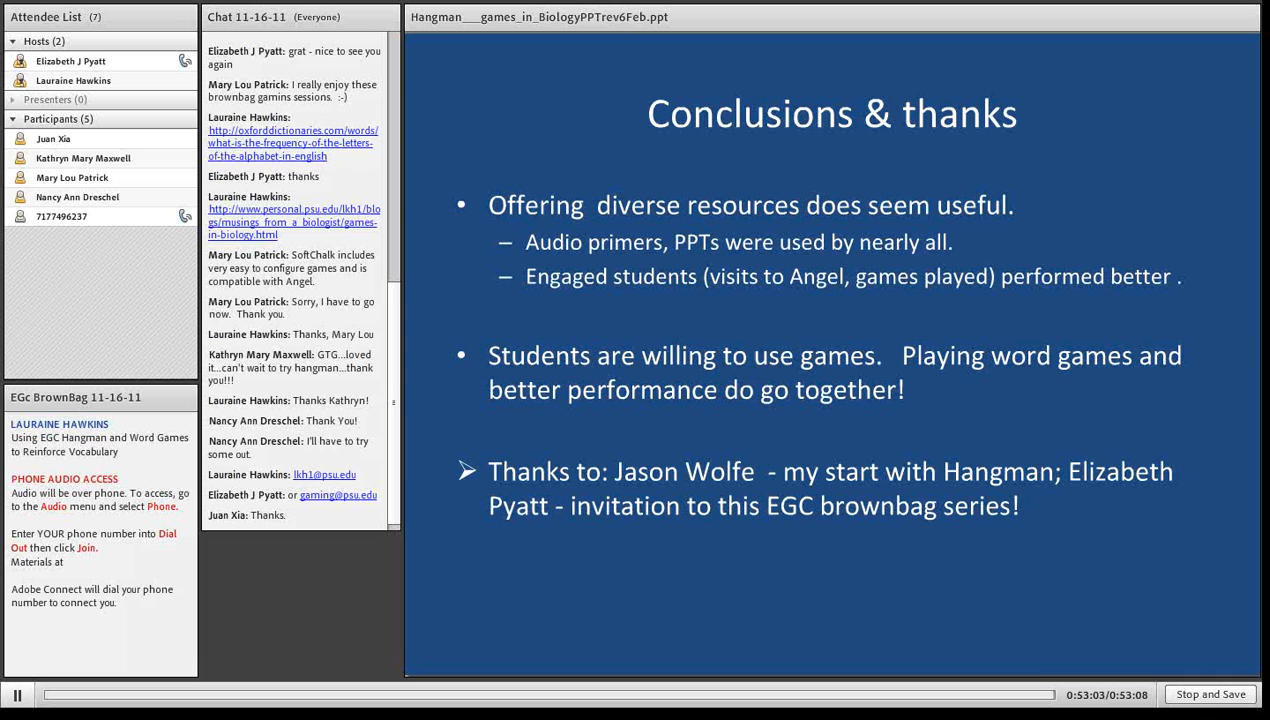 Attendee List (7)
Hosts (2)
Elizabeth J Pyatt
Lauraine Hawkins
Presenters (0)
Participants (5)
Juan Xia
Kathryn Mary Maxwell
Mary Lou Patrick
Nancy Ann Dreschel
7177496237
EGc BrownBag 11-16-11
LAURAINE HAWKINS
Using EGC Hangman and Word Games
to Reinforce Vocabulary
PHONE AUDIO ACCESS
Audio will be over phone. To access, go
to the Audio menu and select Phone.
Enter YOUR phone number into Dial
Out then click Join.
Materials at
Adobe Connect will dial your phone
number to connect you.
Chat 11-16-11 (Everyone)
Elizabeth J Pyatt: grat - nice to see you
again
Mary Lou Patrick: I really enjoy these
brownbag gamins sessions. :-)
Lauraine Hawkins:
http://oxforddictionaries.com/words/
what-is-the-frequency-of-the-letters-
of-the-alphabet-in-english
Elizabeth J Pyatt: thanks
Lauraine Hawkins:
http://www.personal.psu.edu/lkh1/blo
gs/musings_from_a_biologist/games-
in-biology.html
Mary Lou Patrick: SoftChalk includes
very easy to configure games and is
compatible with Angel.
Mary Lou Patrick: Sorry, I have to go
now. Thank you.
Lauraine Hawkins: Thanks, Mary Lou
Kathryn Mary Maxwell: GTG...loved
it...can't wait to try hangman...thank
you!!!
Lauraine Hawkins: Thanks Kathryn!
Nancy Ann Dreschel: Thank You!
Nancy Ann Dreschel: I'll have to try
some out.
Lauraine Hawkins: lkh1@psu.edu
Elizabeth J Pyatt: or gaming@psu.edu
Juan Xia: Thanks.
Hangman___games_in_BiologyPPTrev6Feb.ppt
Conclusions & thanks
• Offering  diverse resources does seem useful.
– Audio primers, PPTs were used by nearly all.
– Engaged students (visits to Angel, games played) performed better .
• Students are willing to use games.   Playing word games and
better performance do go together!
➢ Thanks to: Jason Wolfe  - my start with Hangman; Elizabeth
Pyatt - invitation to this EGC brownbag series!
0:53:03/0:53:08
Stop and Save